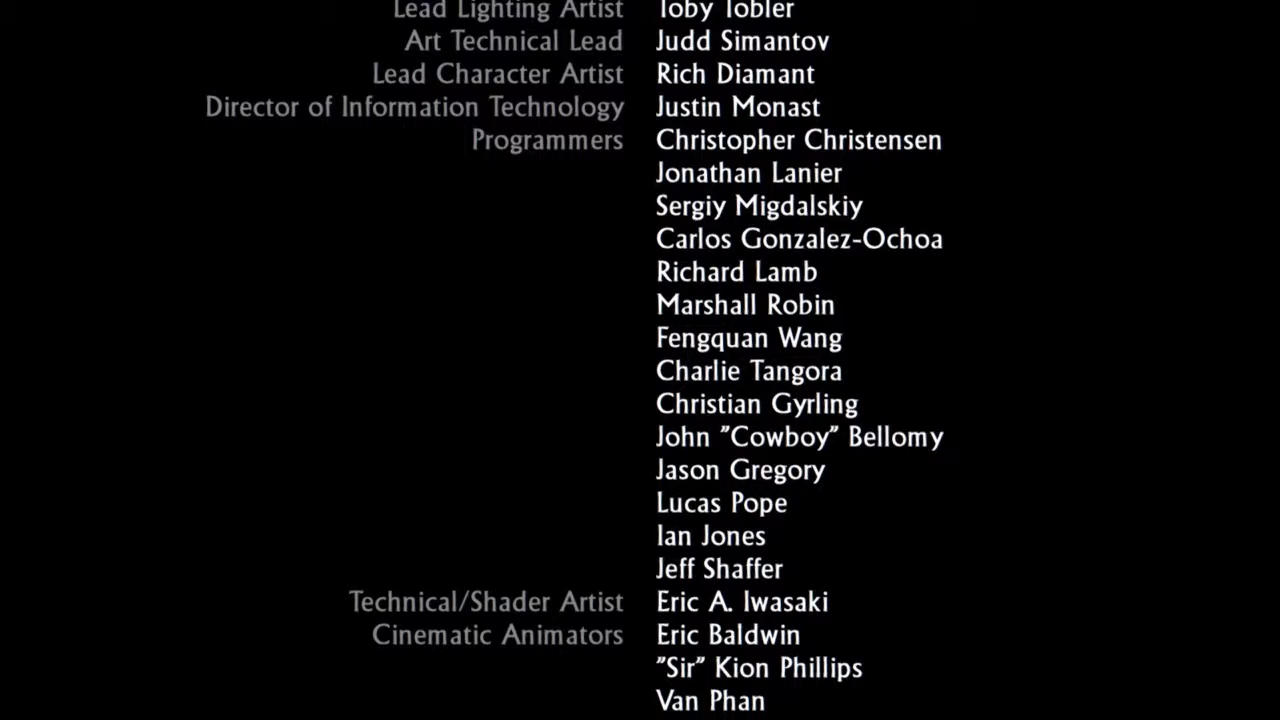 Lead Lighting Artist Toby Tobler
Art Technical Lead Judd Simantov
Lead Character Artist Rich Diamant
Director of Information Technology Justin Monast
Programmers Christopher Christensen
Jonathan Lanier
Sergiy Migdalskiy
Carlos Gonzalez-Ochoa
Richard Lamb
Marshall Robin
Fengquan Wang
Charlie Tangora
Christian Gyrling
John "Cowboy" Bellomy
Jason Gregory
Lucas Pope
Ian Jones
Jeff Shaffer
Technical/Shader Artist Eric A. Iwasaki
Cinematic Animators Eric Baldwin
"Sir" Kion Phillips
Van Phan